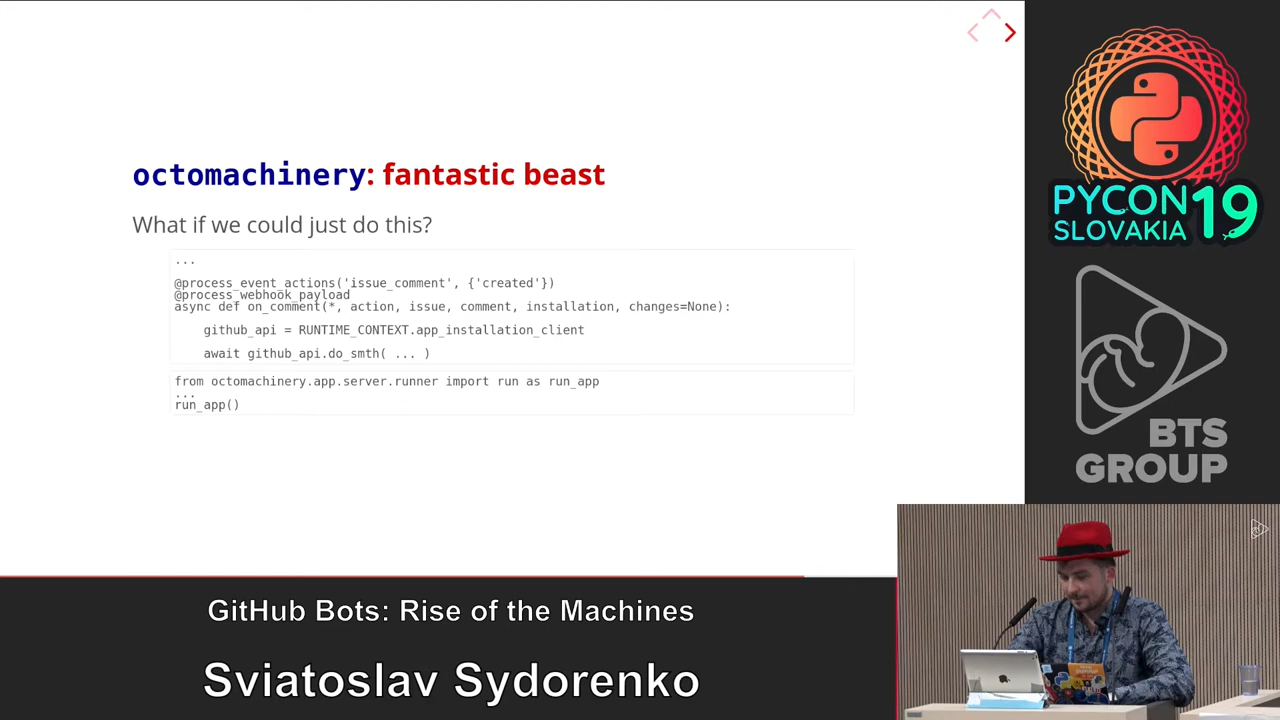 octomachinery: fantastic beast
What if we could just do this?
...
@process_event_actions('issue_comment', {'created'})
@process_webhook_payload
async def on_comment(*, action, issue, comment, installation, changes=None):
github_api = RUNTIME_CONTEXT.app_installation_client
await github_api.do_smth( ... )
from octomachinery.app.server.runner import run as run_app
...
run_app()
PYCON 19
SLOVAKIA
BTS
GROUP
GitHub Bots: Rise of the Machines
Sviatoslav Sydorenko